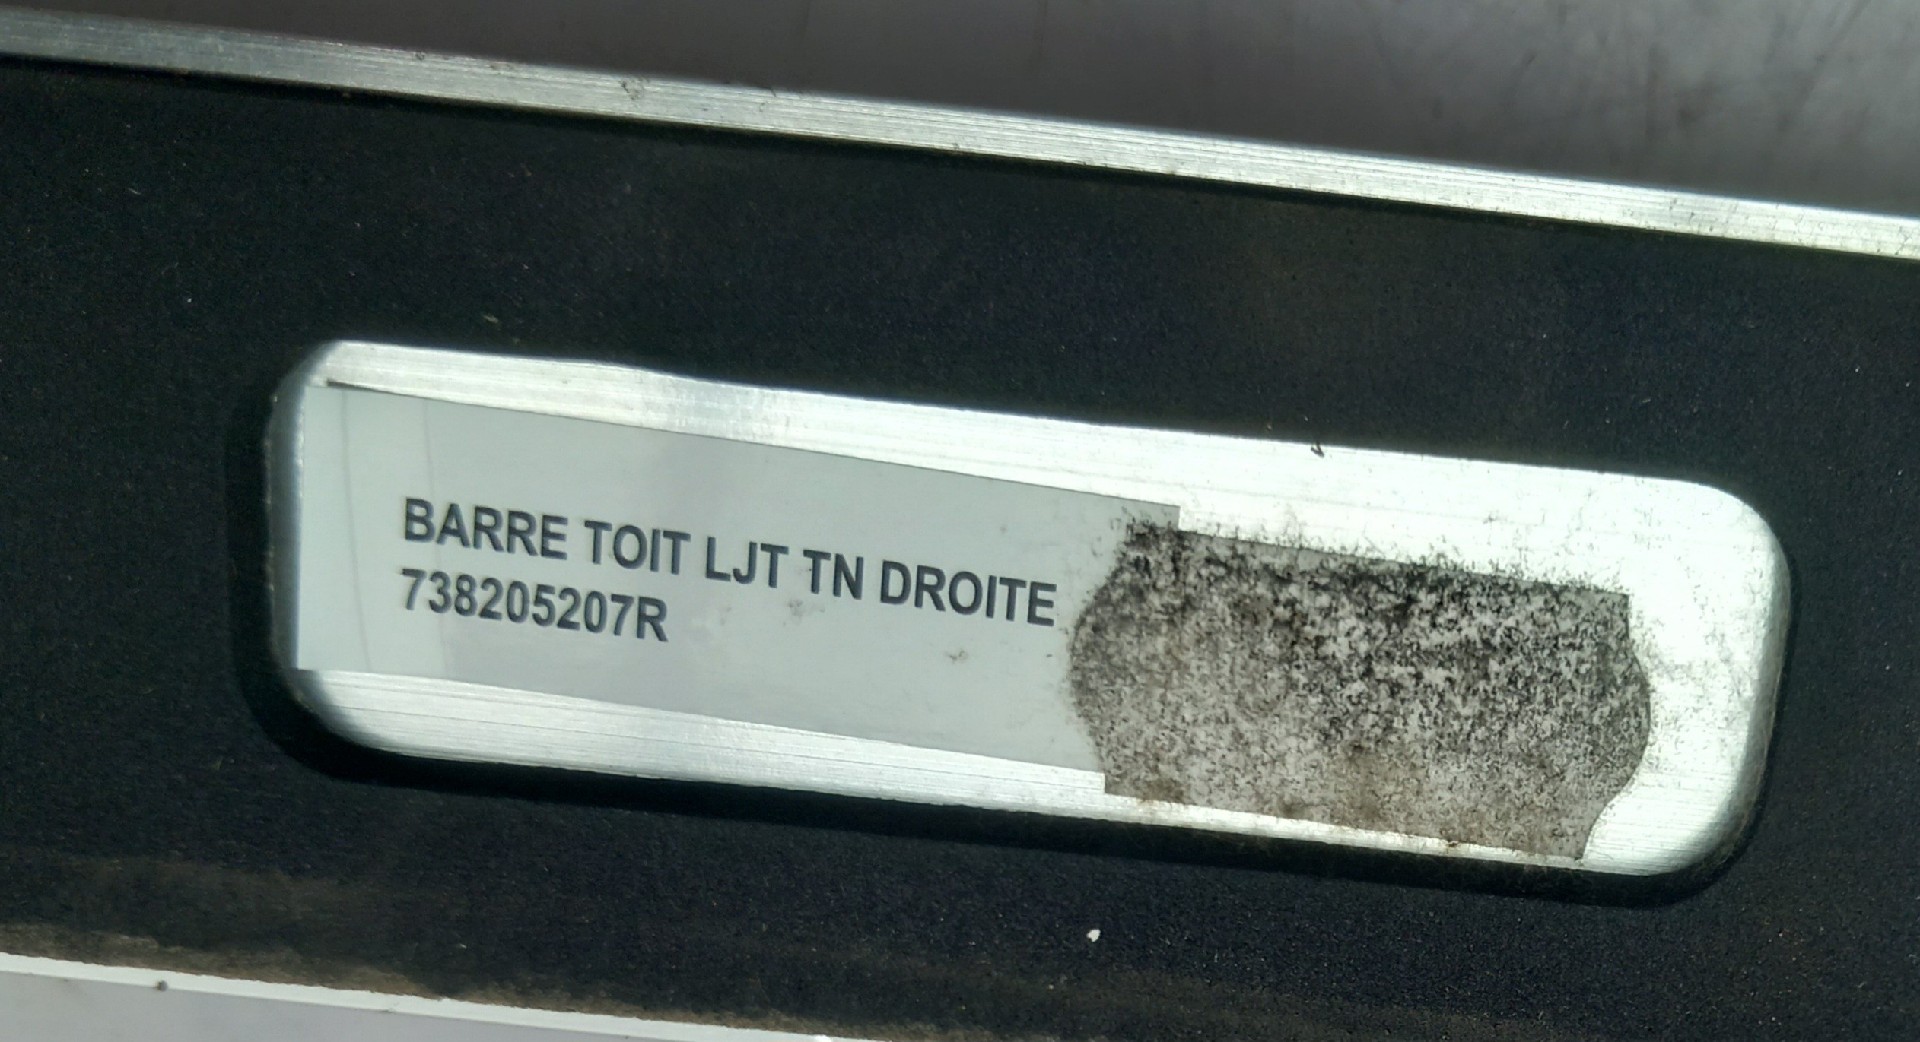 BARRE TOIT LJT TN DROITE
738205207R